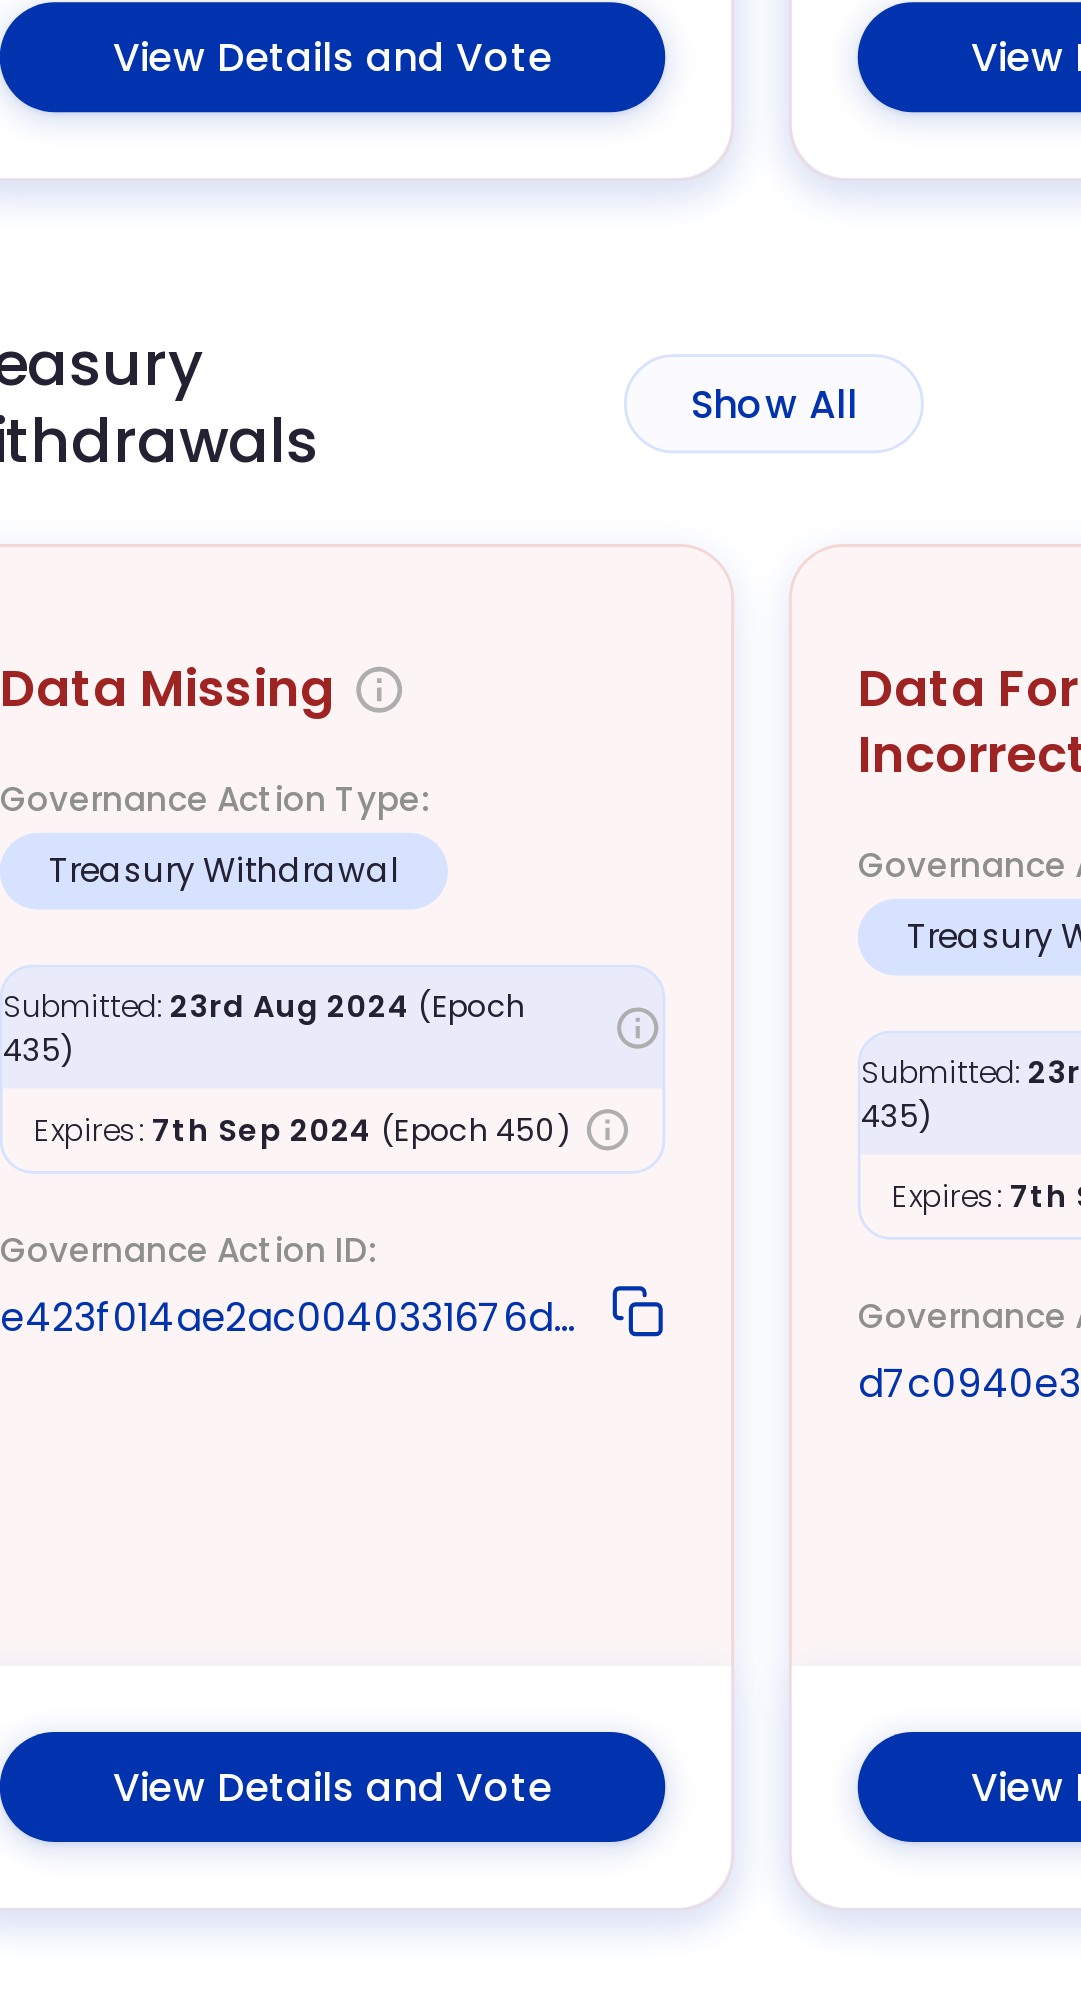 View Details and Vote
View
easury
ithdrawals
Show All
Data Missing
Governance Action Type:
Treasury Withdrawal
Submitted: 23rd Aug 2024 (Epoch
435)
Expires: 7th Sep 2024 (Epoch 450)
Governance Action ID:
e423f014ae2ac0040331676d...
View Details and Vote
Data For
Incorrect
Governance
Treasury
Submitted: 23r
435)
Expires: 7th
Governance
d7c0940e3
View